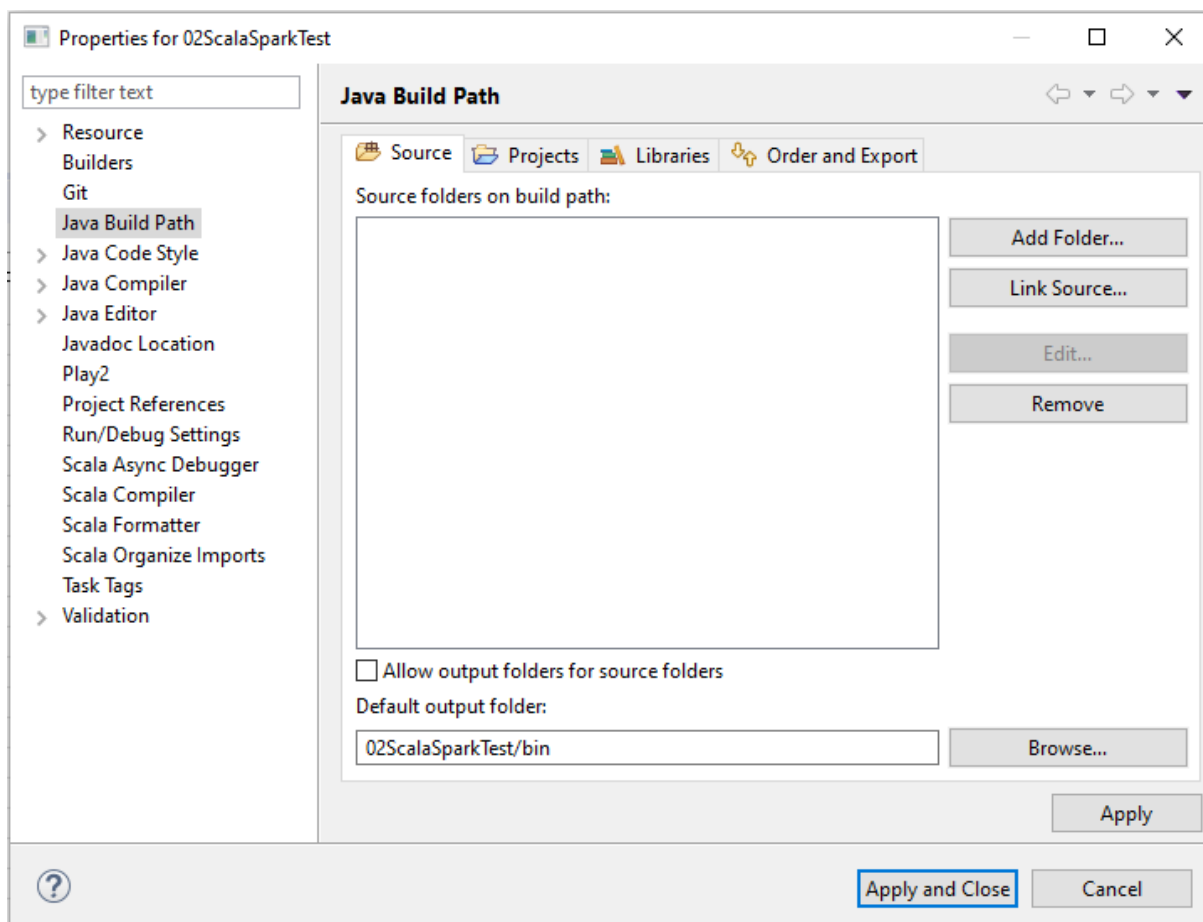 Properties for 02ScalaSparkTest
type filter text
Resource
Builders
Git
Java Build Path
Java Code Style
Java Compiler
Java Editor
Javadoc Location
Play2
Project References
Run/Debug Settings
Scala Async Debugger
Scala Compiler
Scala Formatter
Scala Organize Imports
Task Tags
Validation
Java Build Path
Source Projects Libraries Order and Export
Source folders on build path:
Add Folder...
Link Source...
Edit...
Remove
Allow output folders for source folders
Default output folder:
02ScalaSparkTest/bin
Browse...
Apply
?
Apply and Close
Cancel